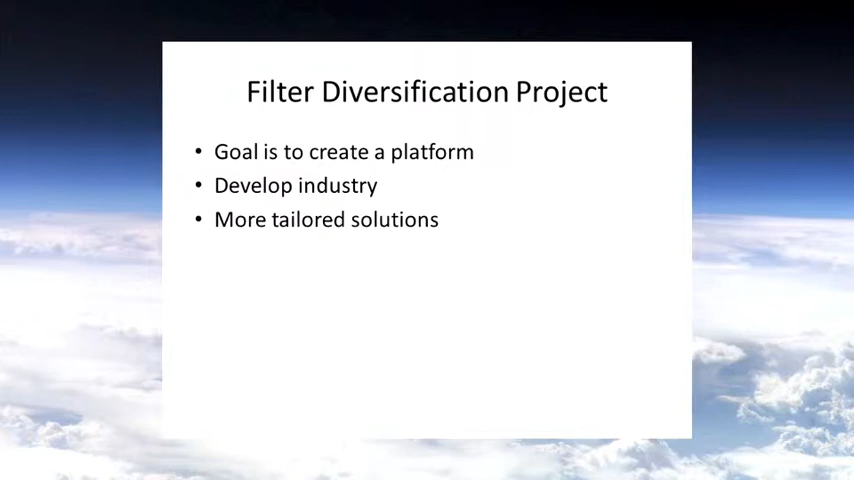 Filter Diversification Project
• Goal is to create a platform
• Develop industry
• More tailored solutions